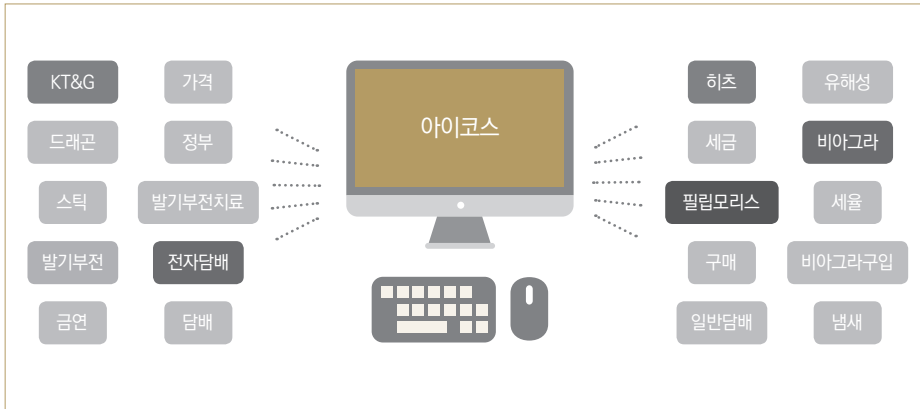 KT&G
가격
드래곤
정부
스틱
발기부전치료
발기부전
전자담배
금연
담배
아이코스
히츠
유해성
세금
비아그라
필립모리스
세율
구매
비아그라구입
일반담배
냄새